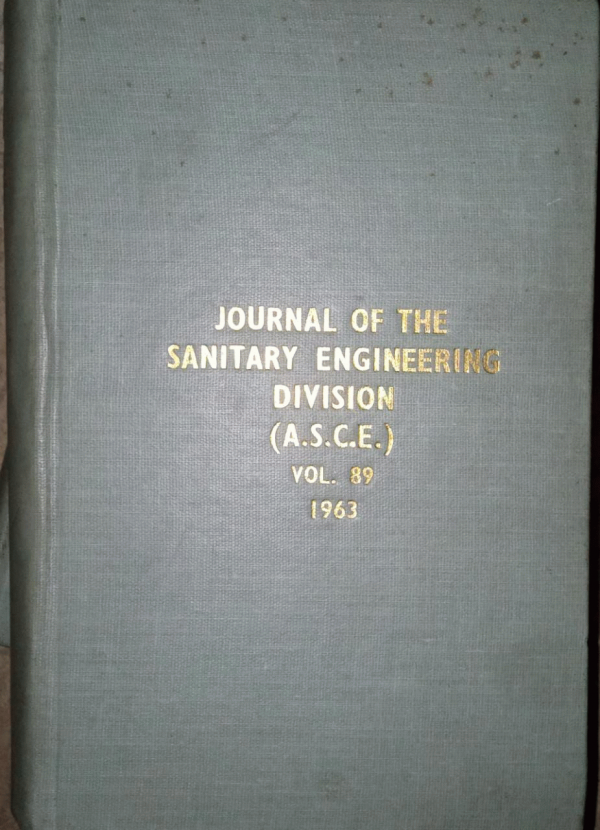 JOURNAL OF THE
SANITARY ENGINEERING
DIVISION
(A.S.C.E.)
VOL. 89
1963